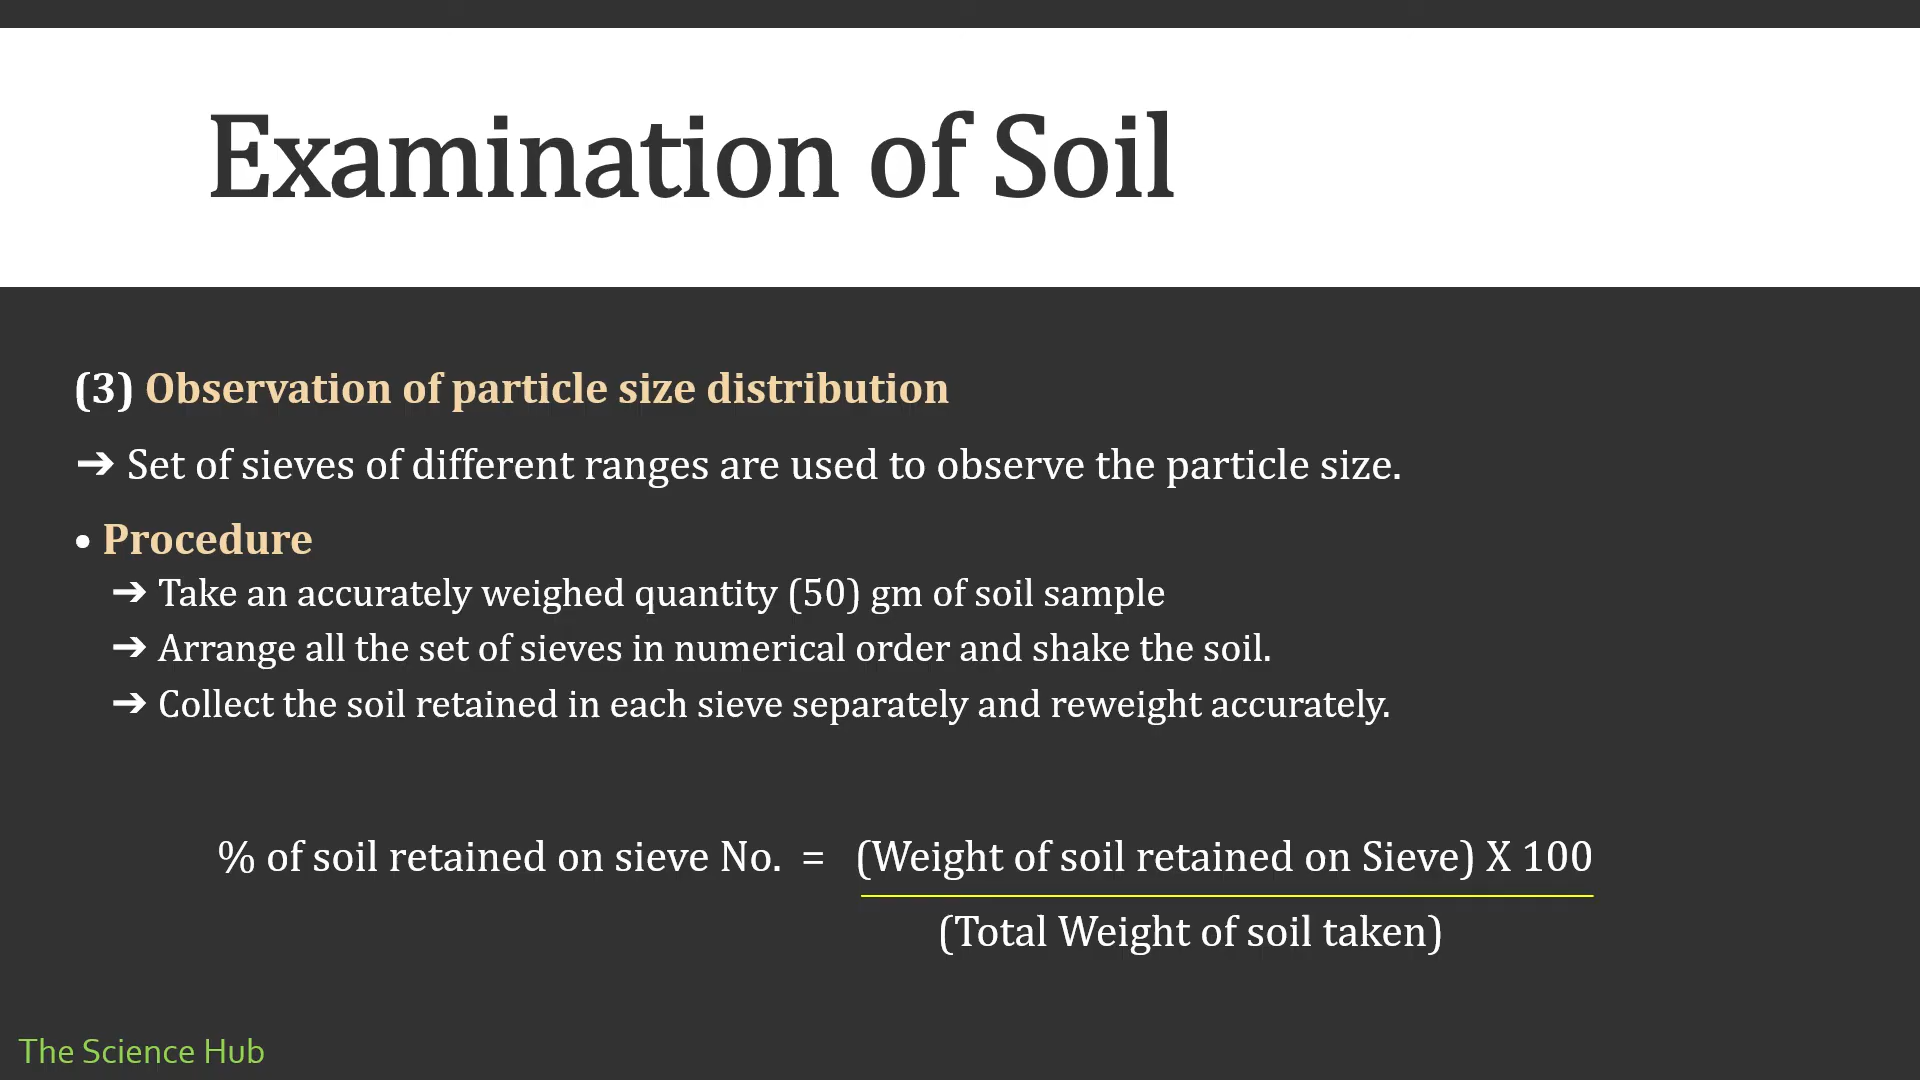 Examination of Soil
(3) Observation of particle size distribution
➔ Set of sieves of different ranges are used to observe the particle size.
• Procedure
➔ Take an accurately weighed quantity (50) gm of soil sample
➔ Arrange all the set of sieves in numerical order and shake the soil.
➔ Collect the soil retained in each sieve separately and reweight accurately.
% of soil retained on sieve No. = (Weight of soil retained on Sieve) X 100
(Total Weight of soil taken)
The Science Hub